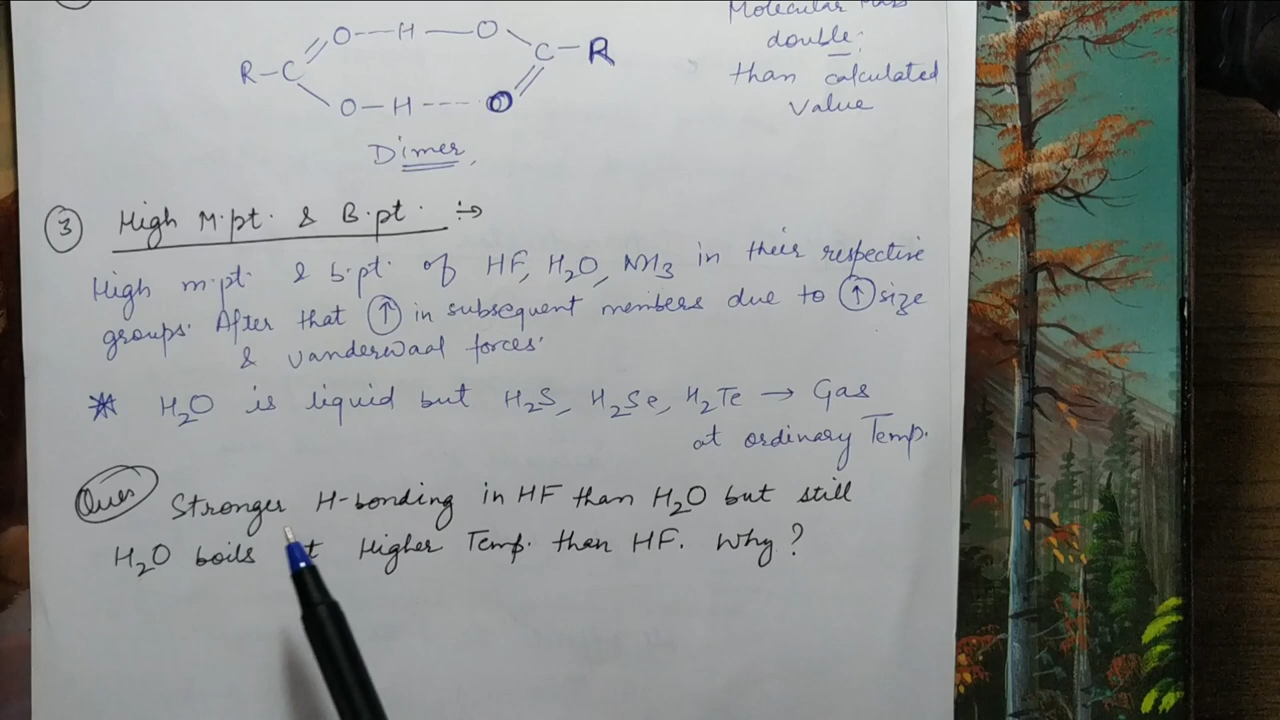 O---H—O
R-C C-R
O-H---O
Dimer,
Molecular Mass
double.
than calculated
value
③ High M.pt. & B.pt. ÷→
High m.pt. & b.pt. of HF, H₂O, NH₃ in their respective
groups. After that ↑ in subsequent members due to ↑ size
& vanderwaal forces.
* H₂O is liquid but H₂S, H₂Se, H₂Te → Gas
at ordinary Temp.
Ques Stronger H-bonding in HF than H₂O but still
H₂O boils at Higher Temp. than HF. Why?